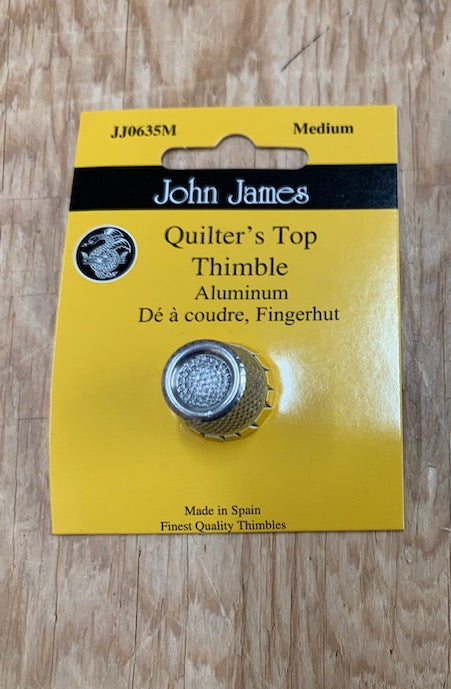 JJ0635M Medium
John James
Quilter's Top
Thimble
Aluminum
Dé à coudre, Fingerhut
Made in Spain
Finest Quality Thimbles